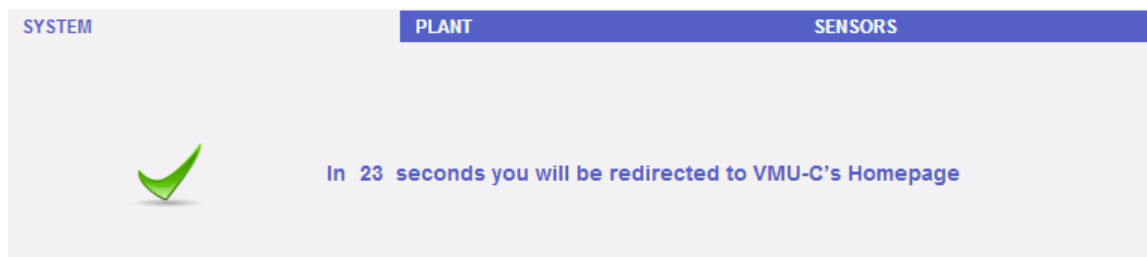 SYSTEM PLANT SENSORS
In 23 seconds you will be redirected to VMU-C’s Homepage